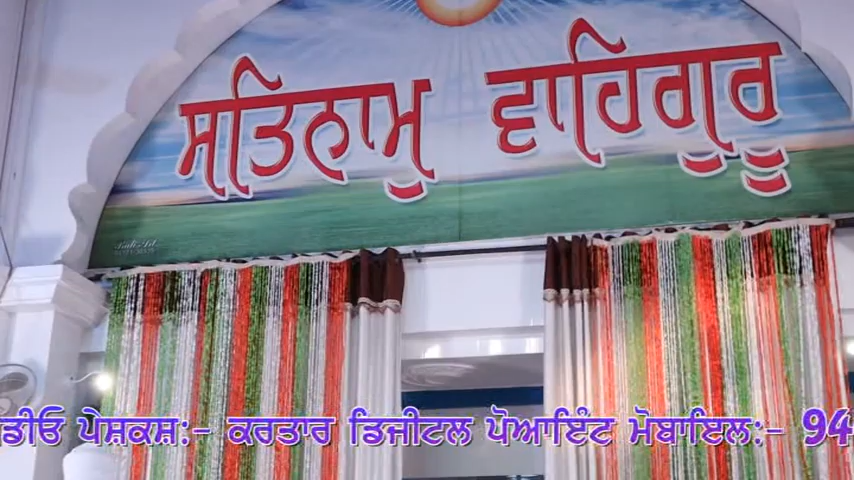 ਸਤਿਨਾਮੁ ਵਾਹਿਗੁਰੂ
ਡੀਓ ਪੇਸ਼ਕਸ਼:- ਕਰਤਾਰ ਡਿਜੀਟਲ ਪੋਆਇੰਟ ਮੋਬਾਇਲ:- 94